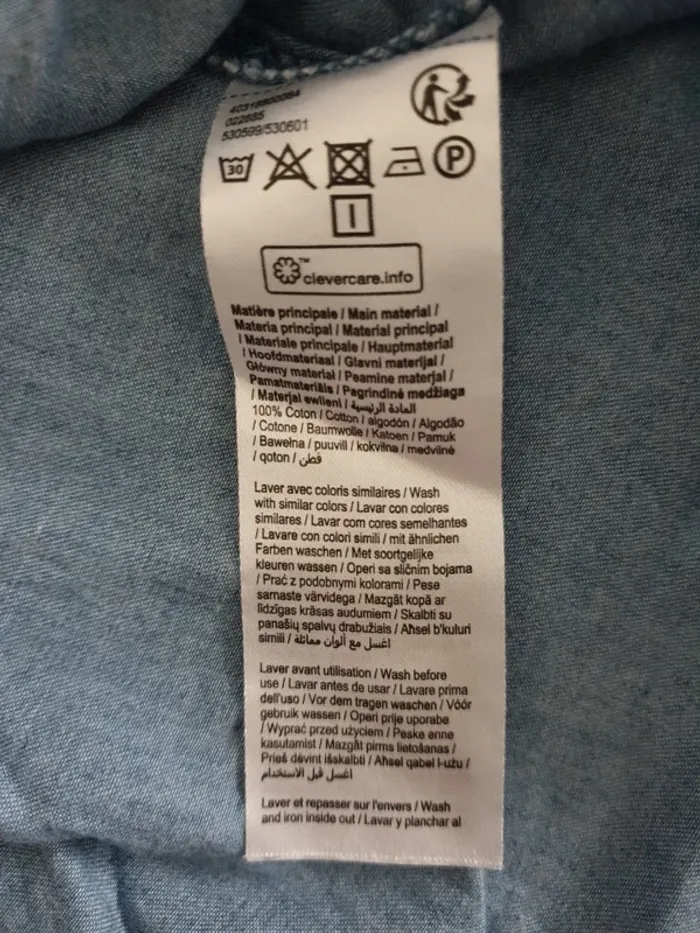 022685
530599/530601
30
P
I
™
clevercare.info
Matière principale / Main material /
Materia principal / Material principal
/ Materiale principale / Hauptmaterial
/ Hoofdmateriaal / Glavni materijal /
Główny materiał / Peamine materjal /
Pamatmateriāls / Pagrindinė medžiaga
/ Materjal ewlieni / المادة الرئيسية
100% Coton / Cotton / algodón / Algodão
/ Cotone / Baumwolle / Katoen / Pamuk
/ Bawełna / puuvill / kokvilna / medvilnė
/ qoton / قطن
Laver avec coloris similaires / Wash
with similar colors / Lavar con colores
similares / Lavar com cores semelhantes
/ Lavare con colori simili / mit ähnlichen
Farben waschen / Met soortgelijke
kleuren wassen / Operi sa sličnim bojama
/ Prać z podobnymi kolorami / Pese
sarnaste värvidega / Mazgāt kopā ar
līdzīgas krāsas audumiem / Skalbti su
panašių spalvų drabužiais / Aħsel b'kuluri
simili / اغسل مع ألوان مماثلة
Laver avant utilisation / Wash before
use / Lavar antes de usar / Lavare prima
dell'uso / Vor dem tragen waschen / Vóór
gebruik wassen / Operi prije uporabe
/ Wyprać przed użyciem / Peske enne
kasutamist / Mazgāt pirms lietošanas /
Prieš dėvint išskalbti / Aħsel qabel l-użu /
اغسل قبل الاستخدام
Laver et repasser sur l'envers / Wash
and iron inside out / Lavar y planchar al